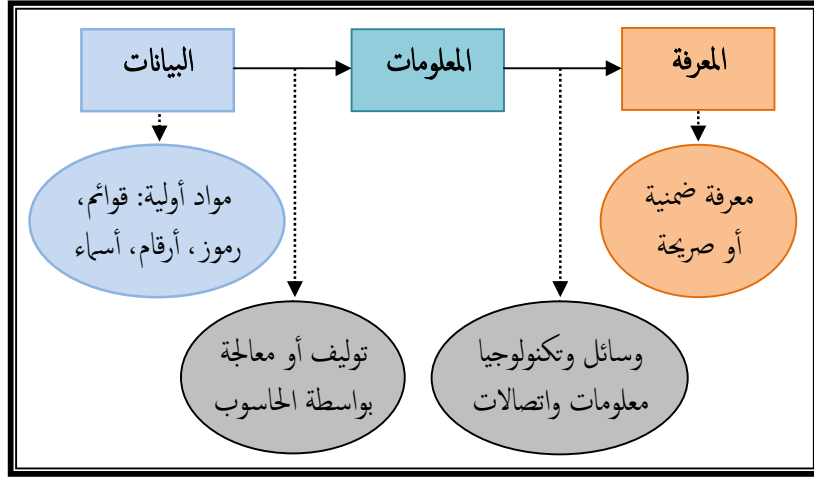 البيانات
المعلومات
المعرفة
مواد أولية: قوائم،
رموز، أرقام، أسماء
معرفة ضمنية
أو صريحة
توليف أو معالجة
بواسطة الحاسوب
وسائل وتكنولوجيا
معلومات واتصالات